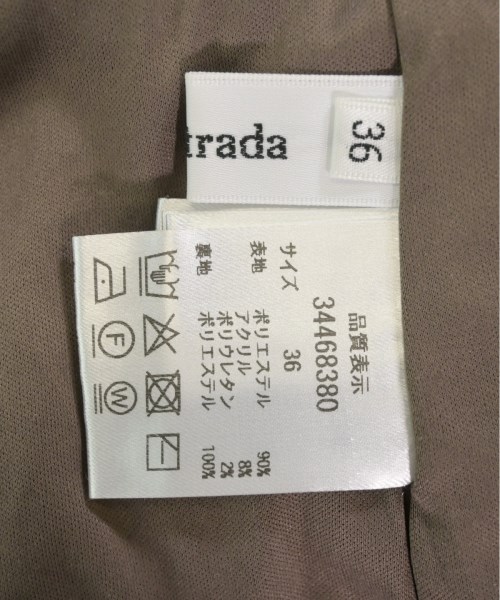 trada
36
品質表示
34468380
サイズ 36
表地 ポリエステル 90%
アクリル 8%
ポリウレタン 2%
裏地 ポリエステル 100%
F
W